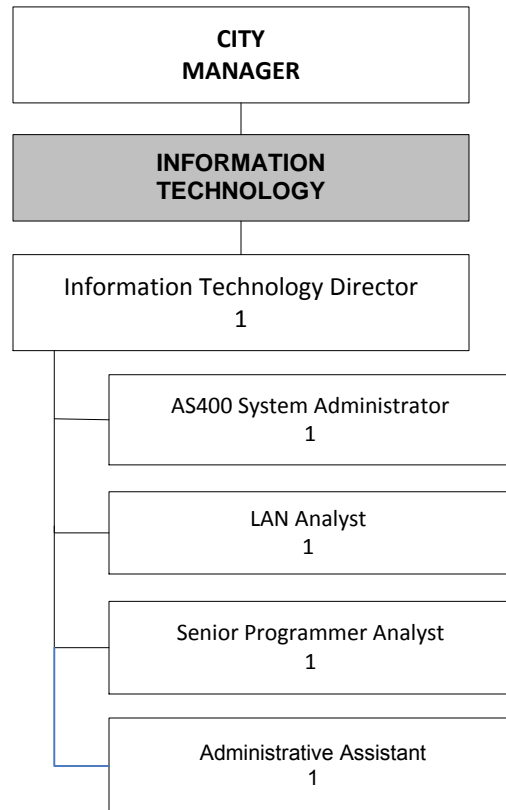 CITY
MANAGER
INFORMATION
TECHNOLOGY
Information Technology Director
1
AS400 System Administrator
1
LAN Analyst
1
Senior Programmer Analyst
1
Administrative Assistant
1